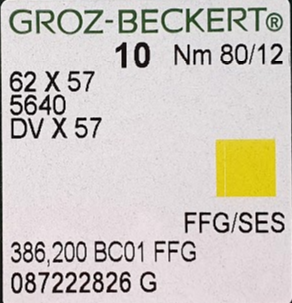 GROZ-BECKERT®
10 Nm 80/12
62 X 57
5640
DV X 57
FFG/SES
386,200 BC01 FFG
087222826 G